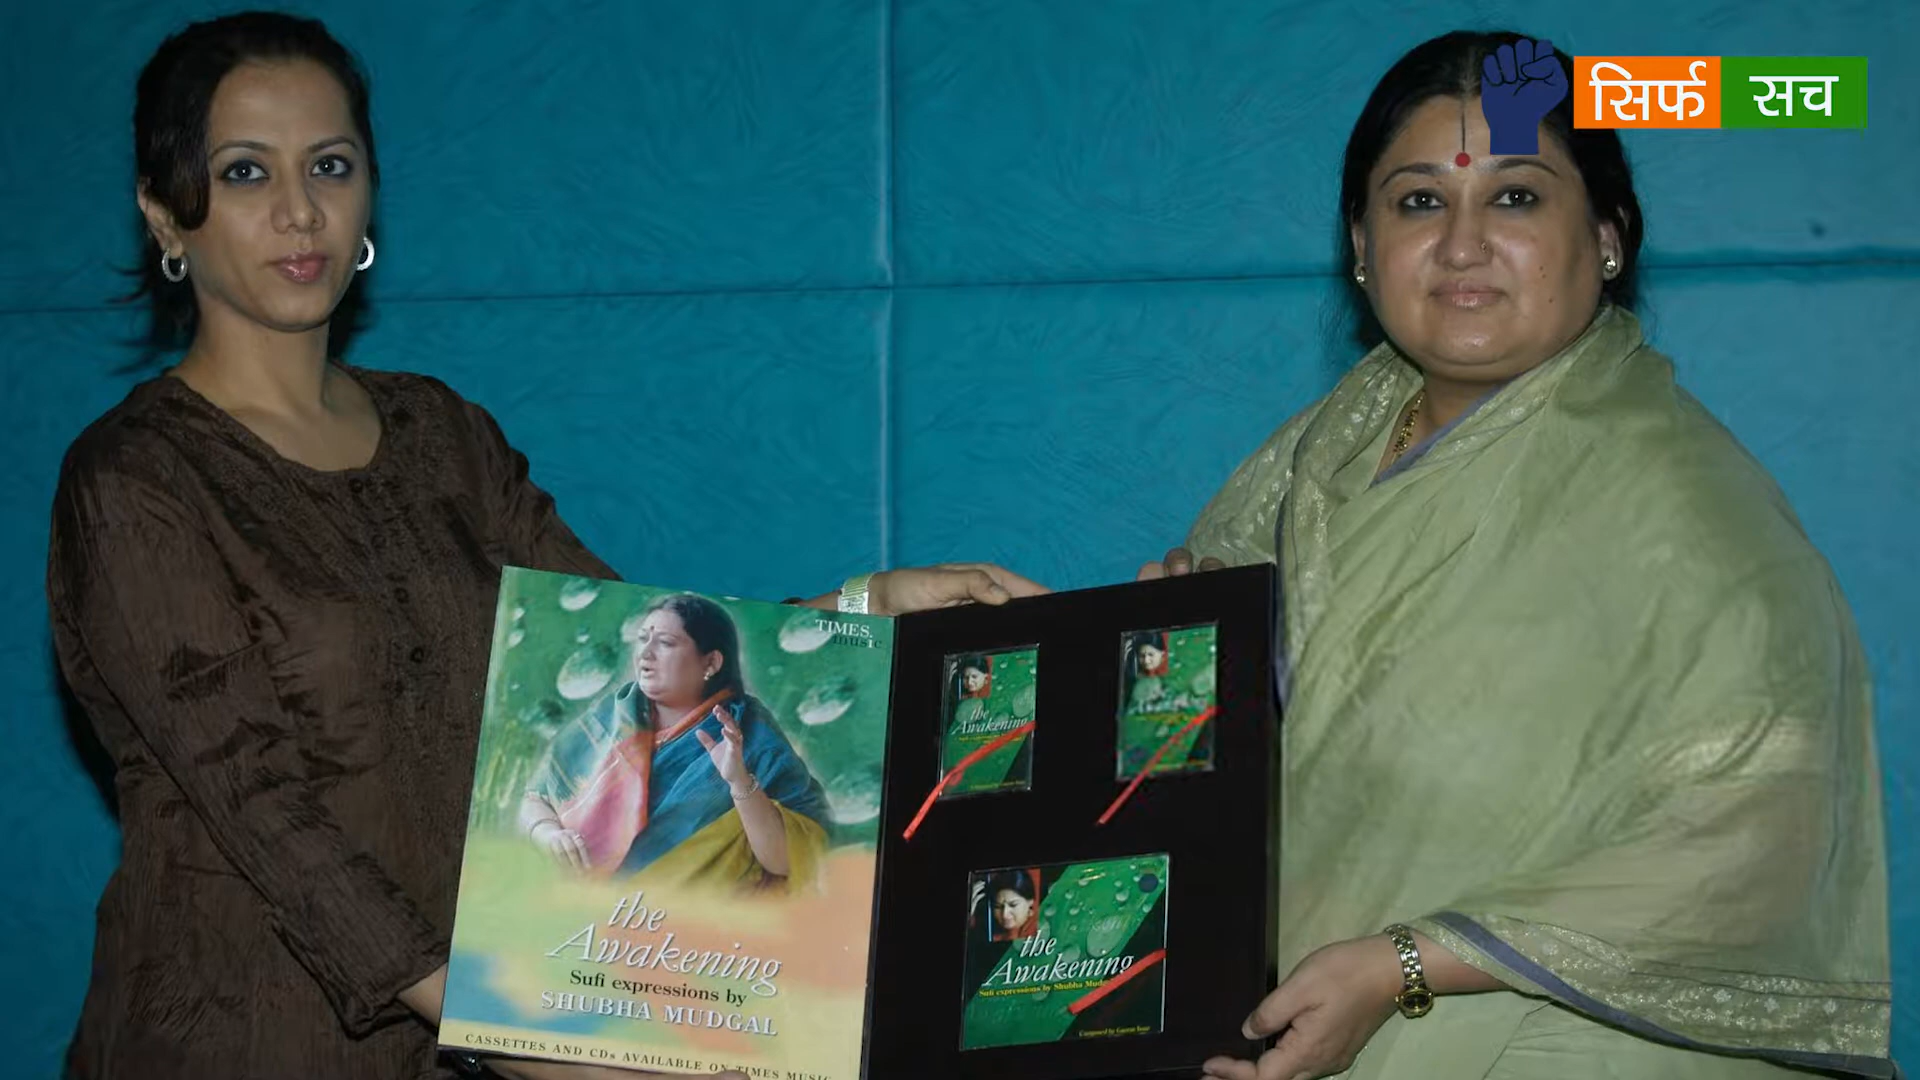 सिर्फ सच
TIMES
music
the
Awakening
Sufi expressions by
SHUBHA MUDGAL
CASSETTES AND CDs AVAILABLE ON TIMES MUSIC
the
Awakening
the
Awakening
Sufi expressions by Shubha